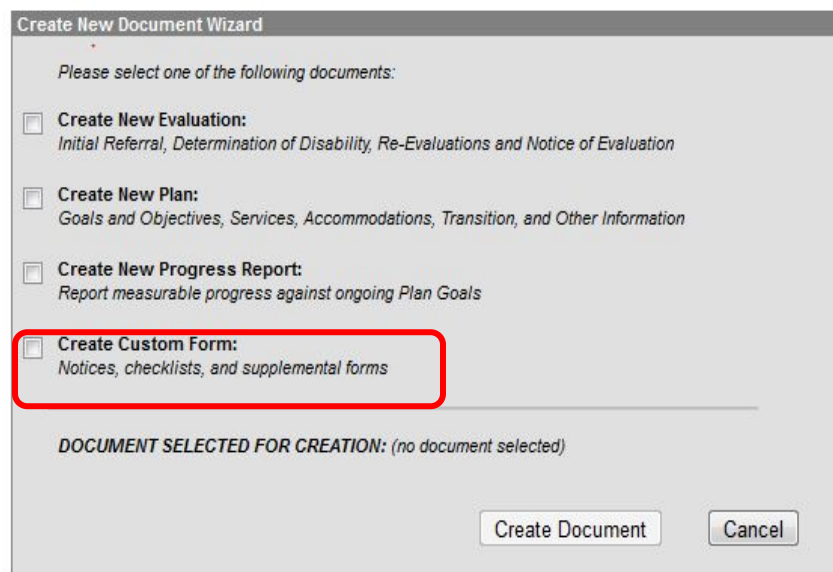 Create New Document Wizard
Please select one of the following documents:
Create New Evaluation:
Initial Referral, Determination of Disability, Re-Evaluations and Notice of Evaluation
Create New Plan:
Goals and Objectives, Services, Accommodations, Transition, and Other Information
Create New Progress Report:
Report measurable progress against ongoing Plan Goals
Create Custom Form:
Notices, checklists, and supplemental forms
DOCUMENT SELECTED FOR CREATION: (no document selected)
Create Document Cancel